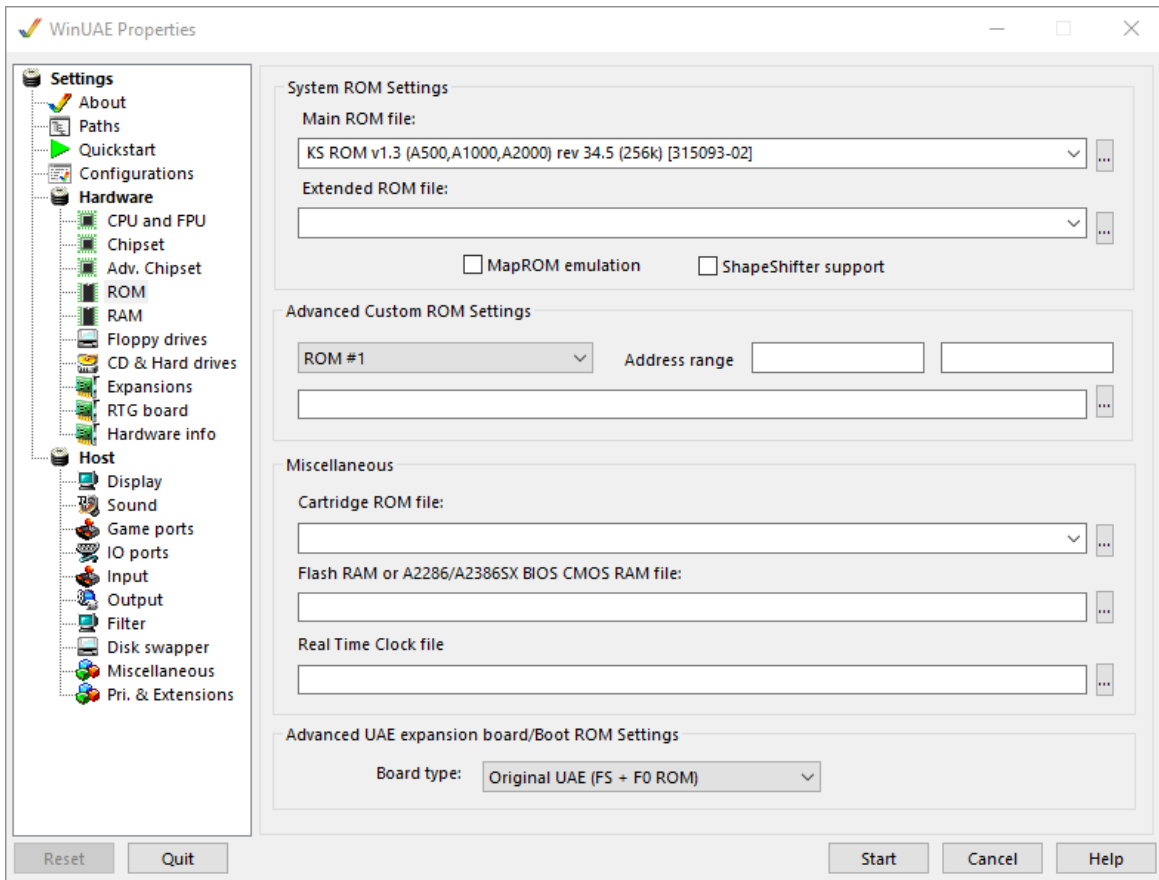 WinUAE Properties
Settings
About
Paths
Quickstart
Configurations
Hardware
CPU and FPU
Chipset
Adv. Chipset
ROM
RAM
Floppy drives
CD & Hard drives
Expansions
RTG board
Hardware info
Host
Display
Sound
Game ports
IO ports
Input
Output
Filter
Disk swapper
Miscellaneous
Pri. & Extensions
System ROM Settings
Main ROM file:
KS ROM v1.3 (A500,A1000,A2000) rev 34.5 (256k) [315093-02]
...
Extended ROM file:
...
MapROM emulation ShapeShifter support
Advanced Custom ROM Settings
ROM #1 Address range
...
Miscellaneous
Cartridge ROM file:
...
Flash RAM or A2286/A2386SX BIOS CMOS RAM file:
...
Real Time Clock file
...
Advanced UAE expansion board/Boot ROM Settings
Board type: Original UAE (FS + F0 ROM)
Reset Quit Start Cancel Help